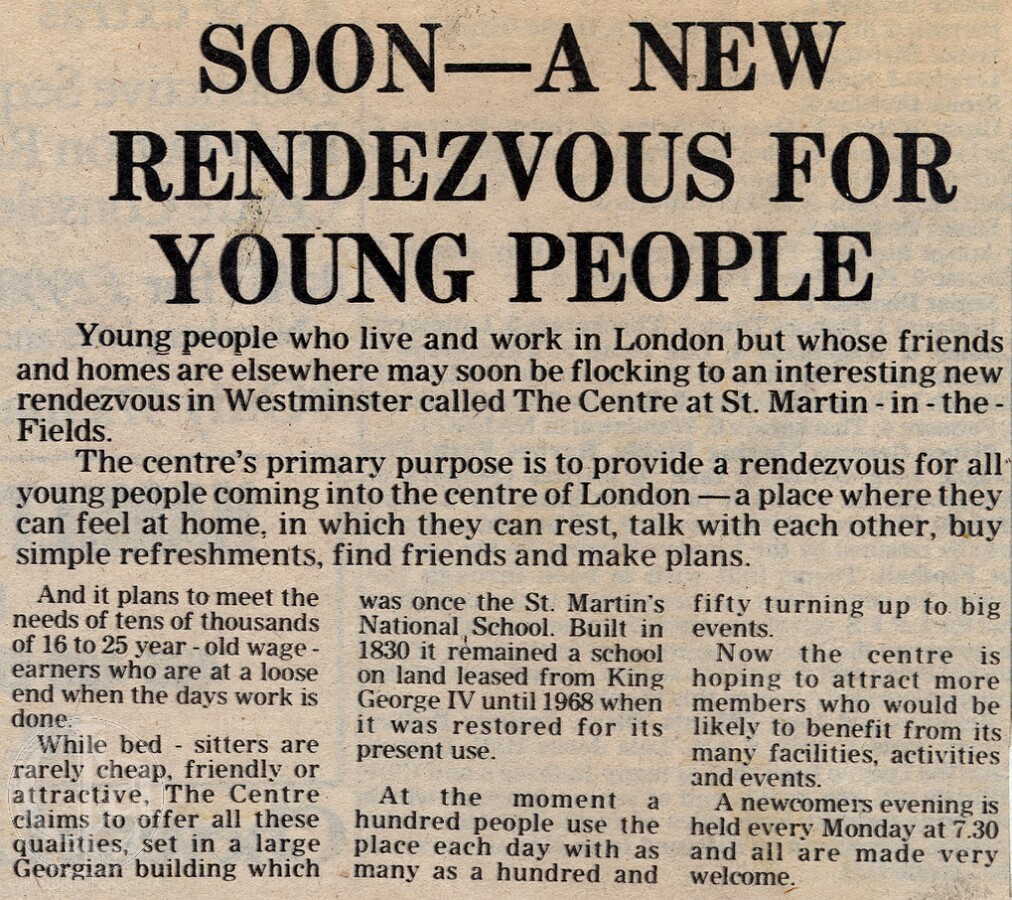 SOON—A NEW
RENDEZVOUS FOR
YOUNG PEOPLE
Young people who live and work in London but whose friends
and homes are elsewhere may soon be flocking to an interesting new
rendezvous in Westminster called The Centre at St. Martin - in - the -
Fields.
The centre's primary purpose is to provide a rendezvous for all
young people coming into the centre of London — a place where they
can feel at home, in which they can rest, talk with each other, buy
simple refreshments, find friends and make plans.
And it plans to meet the
needs of tens of thousands
of 16 to 25 year - old wage -
earners who are at a loose
end when the days work is
done.
While bed - sitters are
rarely cheap, friendly or
attractive, The Centre
claims to offer all these
qualities, set in a large
Georgian building which
was once the St. Martin's
National School. Built in
1830 it remained a school
on land leased from King
George IV until 1968 when
it was restored for its
present use.
At the moment a
hundred people use the
place each day with as
many as a hundred and
fifty turning up to big
events.
Now the centre is
hoping to attract more
members who would be
likely to benefit from its
many facilities, activities
and events.
A newcomers evening is
held every Monday at 7.30
and all are made very
welcome.